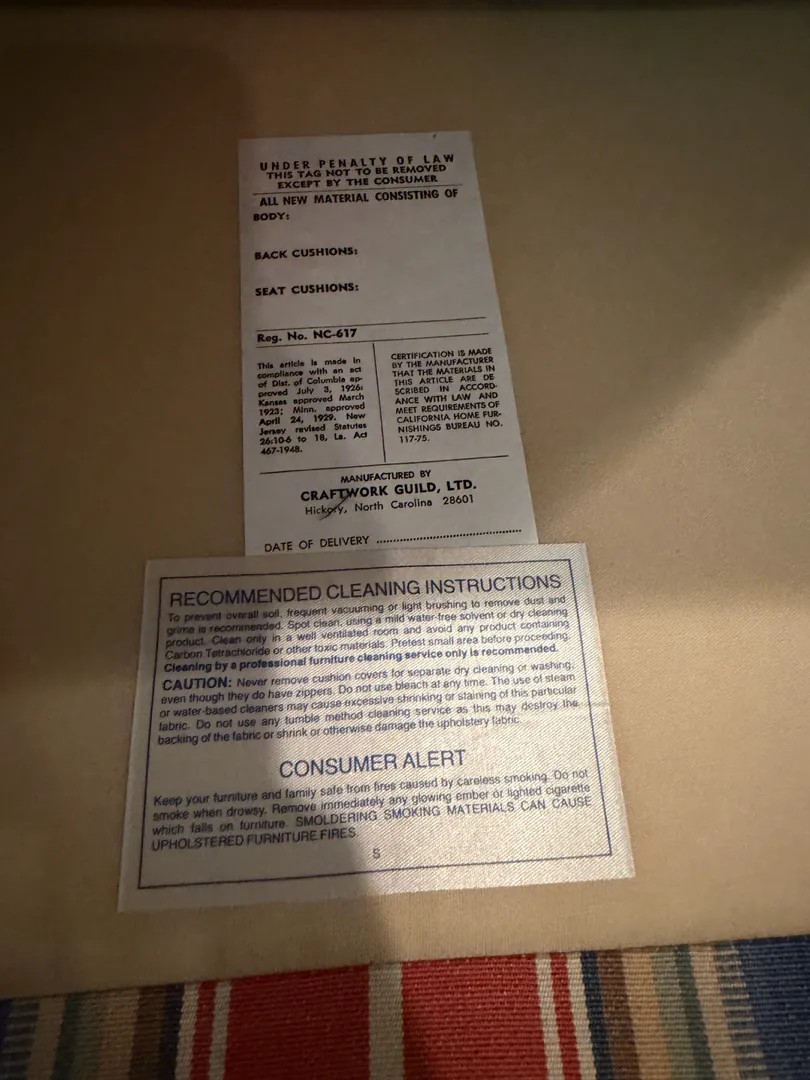 UNDER PENALTY OF LAW
THIS TAG NOT TO BE REMOVED
EXCEPT BY THE CONSUMER
ALL NEW MATERIAL CONSISTING OF
BODY:
BACK CUSHIONS:
SEAT CUSHIONS:
Reg. No. NC-617
This article is made in
compliance with an act
of Dist. of Columbia ap-
proved July 3, 1926;
Kansas approved March
1923; Minn. approved
April 24, 1929. New
Jersey revised Statutes
26:10-6 to 18, La. Act
467-1948.
CERTIFICATION IS MADE
BY THE MANUFACTURER
THAT THE MATERIALS IN
THIS ARTICLE ARE DE-
SCRIBED IN ACCORD-
ANCE WITH LAW AND
MEET REQUIREMENTS OF
CALIFORNIA HOME FUR-
NISHINGS BUREAU NO.
117-75.
MANUFACTURED BY
CRAFTWORK GUILD, LTD.
Hickory, North Carolina 28601
DATE OF DELIVERY ........................................
RECOMMENDED CLEANING INSTRUCTIONS
To prevent overall soil, frequent vacuuming or light brushing to remove dust and
grime is recommended. Spot clean, using a mild water-free solvent or dry cleaning
product. Clean only in a well ventilated room and avoid any product containing
Carbon Tetrachloride or other toxic materials. Pretest small area before proceeding.
Cleaning by a professional furniture cleaning service only is recommended.
CAUTION: Never remove cushion covers for separate dry cleaning or washing,
even though they do have zippers. Do not use bleach at any time. The use of steam
or water-based cleaners may cause excessive shrinking or staining of this particular
fabric. Do not use any tumble method cleaning service as this may destroy the
backing of the fabric or shrink or otherwise damage the upholstery fabric.
CONSUMER ALERT
Keep your furniture and family safe from fires caused by careless smoking. Do not
smoke when drowsy. Remove immediately any glowing ember or lighted cigarette
which falls on furniture. SMOLDERING SMOKING MATERIALS CAN CAUSE
UPHOLSTERED FURNITURE FIRES.
S